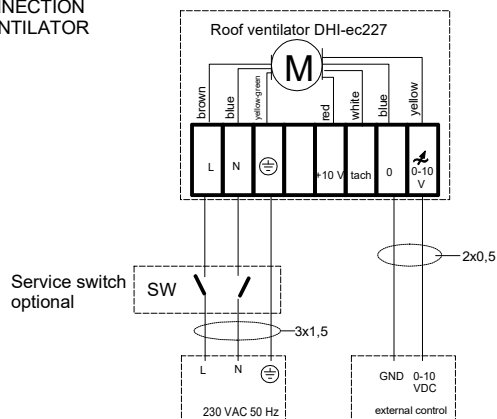 NNECTION
NTILATOR
Roof ventilator DHI-ec227
M
brown
blue
yellow-green
red
white
blue
yellow
L
N
+10 V
tach
0
0-10
V
2x0,5
Service switch
optional
SW
3x1,5
L
N
GND
0-10
VDC
230 VAC 50 Hz
external control